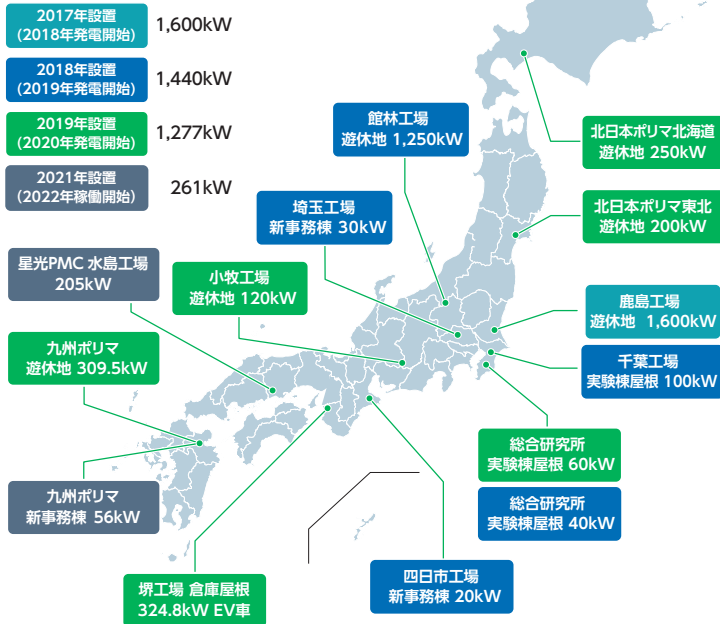 2017年設置
(2018年発電開始)
1,600kW
2018年設置
(2019年発電開始)
1,440kW
2019年設置
(2020年発電開始)
1,277kW
2021年設置
(2022年稼働開始)
261kW
館林工場
遊休地 1,250kW
北日本ポリマ北海道
遊休地 250kW
埼玉工場
新事務棟 30kW
北日本ポリマ東北
遊休地 200kW
星光PMC 水島工場
205kW
小牧工場
遊休地 120kW
鹿島工場
遊休地 1,600kW
九州ポリマ
遊休地 309.5kW
千葉工場
実験棟屋根 100kW
総合研究所
実験棟屋根 60kW
九州ポリマ
新事務棟 56kW
総合研究所
実験棟屋根 40kW
堺工場 倉庫屋根
324.8kW EV車
四日市工場
新事務棟 20kW